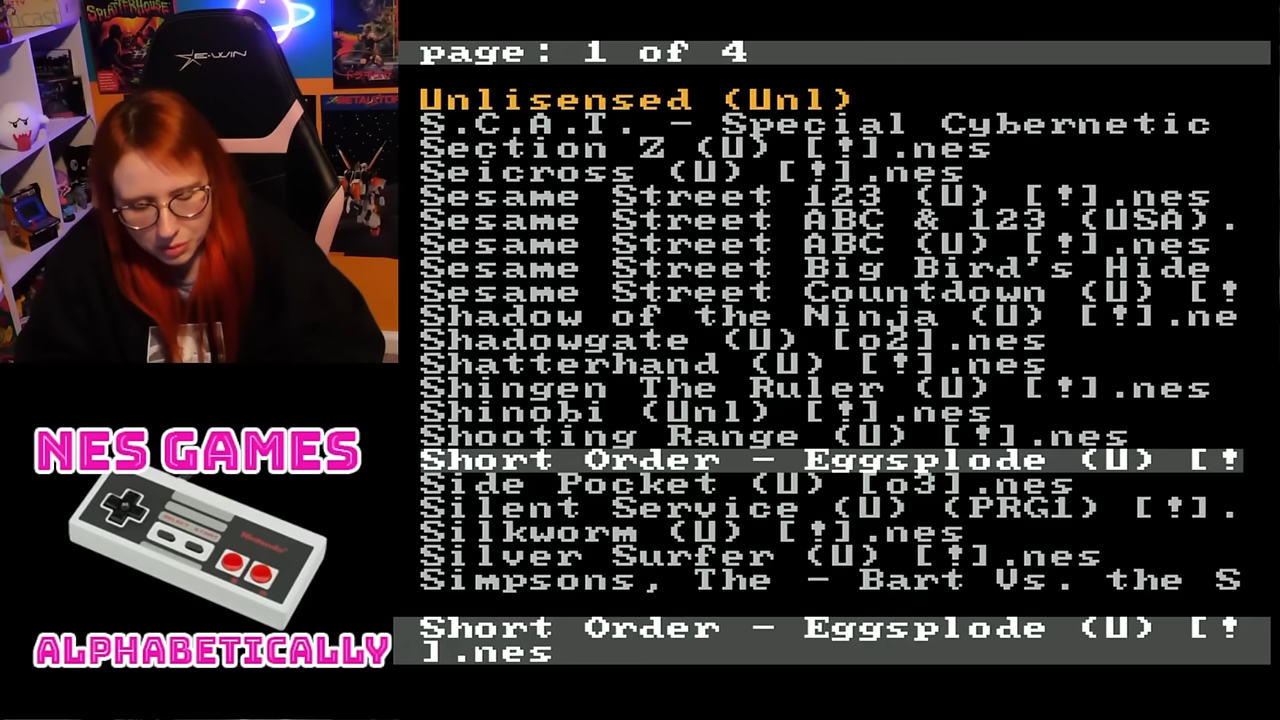 SPLATTERHOUSE
E-WIN
page: 1 of 4
Unlisensed (Unl)
S.C.A.T. - Special Cybernetic
Section Z (U) [!].nes
Seicross (U) [!].nes
Sesame Street 123 (U) [!].nes
Sesame Street ABC & 123 (USA).
Sesame Street ABC (U) [!].nes
Sesame Street Big Bird's Hide
Sesame Street Countdown (U) [!
Shadow of the Ninja (U) [!].ne
Shadowgate (U) [o2].nes
Shatterhand (U) [!].nes
Shingen The Ruler (U) [!].nes
Shinobi (Unl) [!].nes
Shooting Range (U) [!].nes
Short Order - Eggsplode (U) [!
Side Pocket (U) [o3].nes
Silent Service (U) (PRG1) [!].
Silkworm (U) [!].nes
Silver Surfer (U) [!].nes
Simpsons, The - Bart Vs. the S
Short Order - Eggsplode (U) [!
].nes
NES GAMES
Nintendo
ALPHABETICALLY